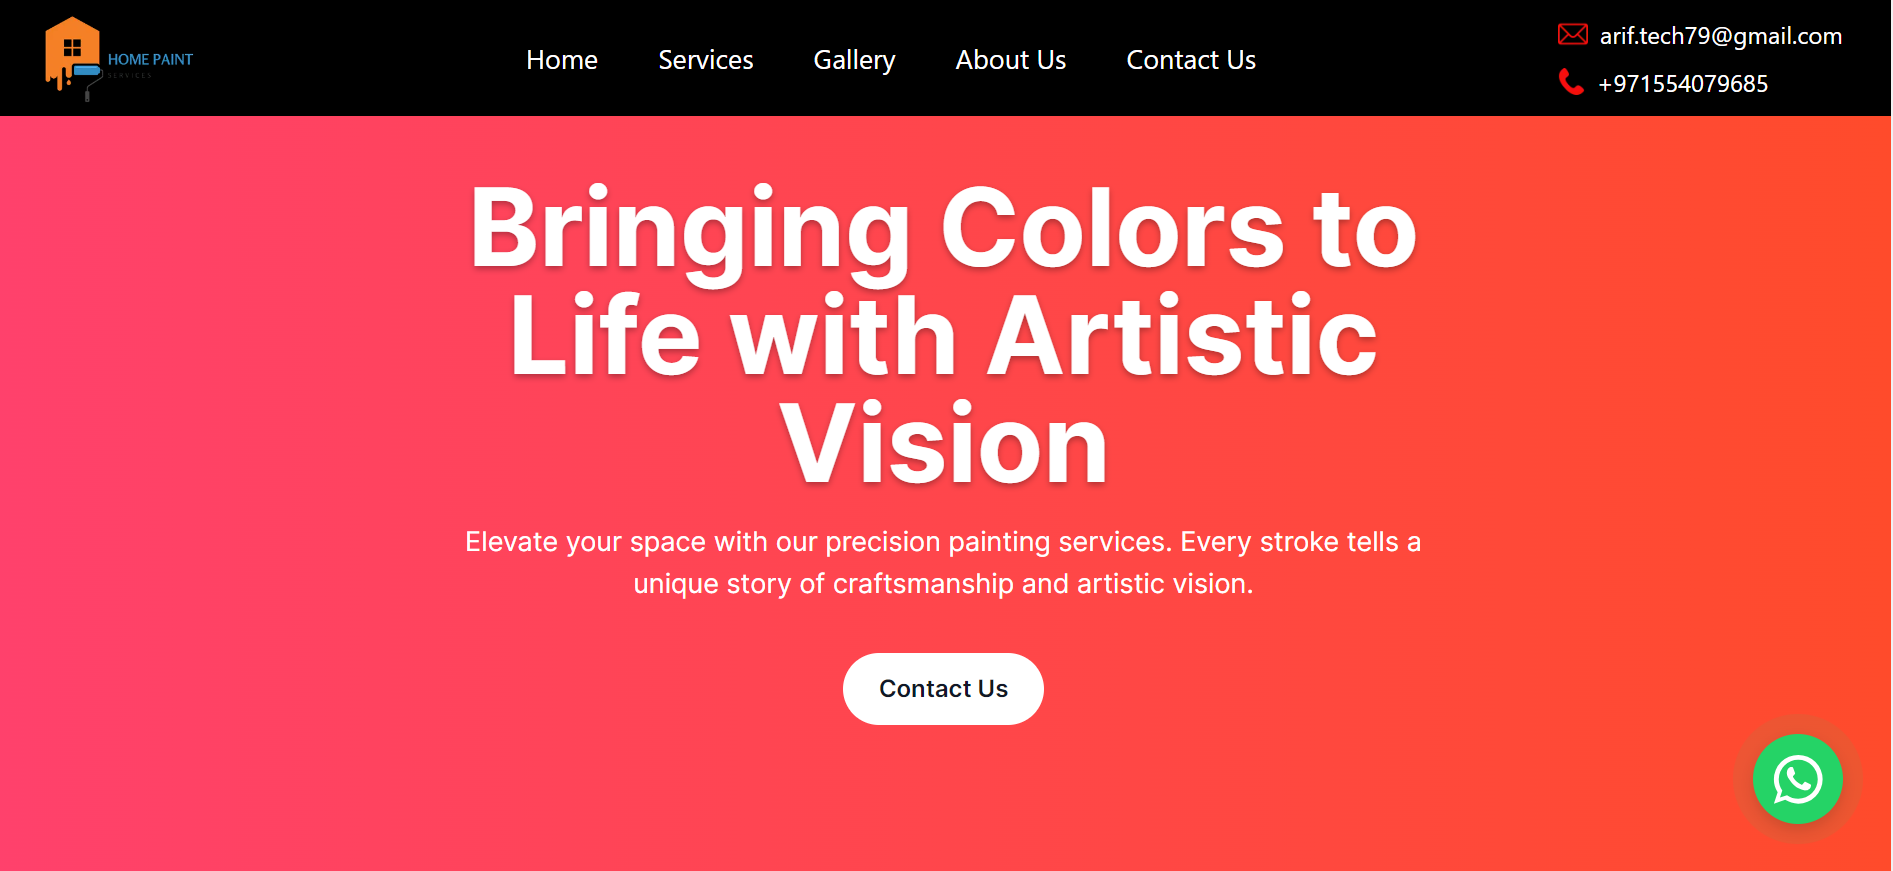 HOME PAINT
SERVICES
Home
Services
Gallery
About Us
Contact Us
arif.tech79@gmail.com
+971554079685
Bringing Colors to
Life with Artistic
Vision
Elevate your space with our precision painting services. Every stroke tells a
unique story of craftsmanship and artistic vision.
Contact Us